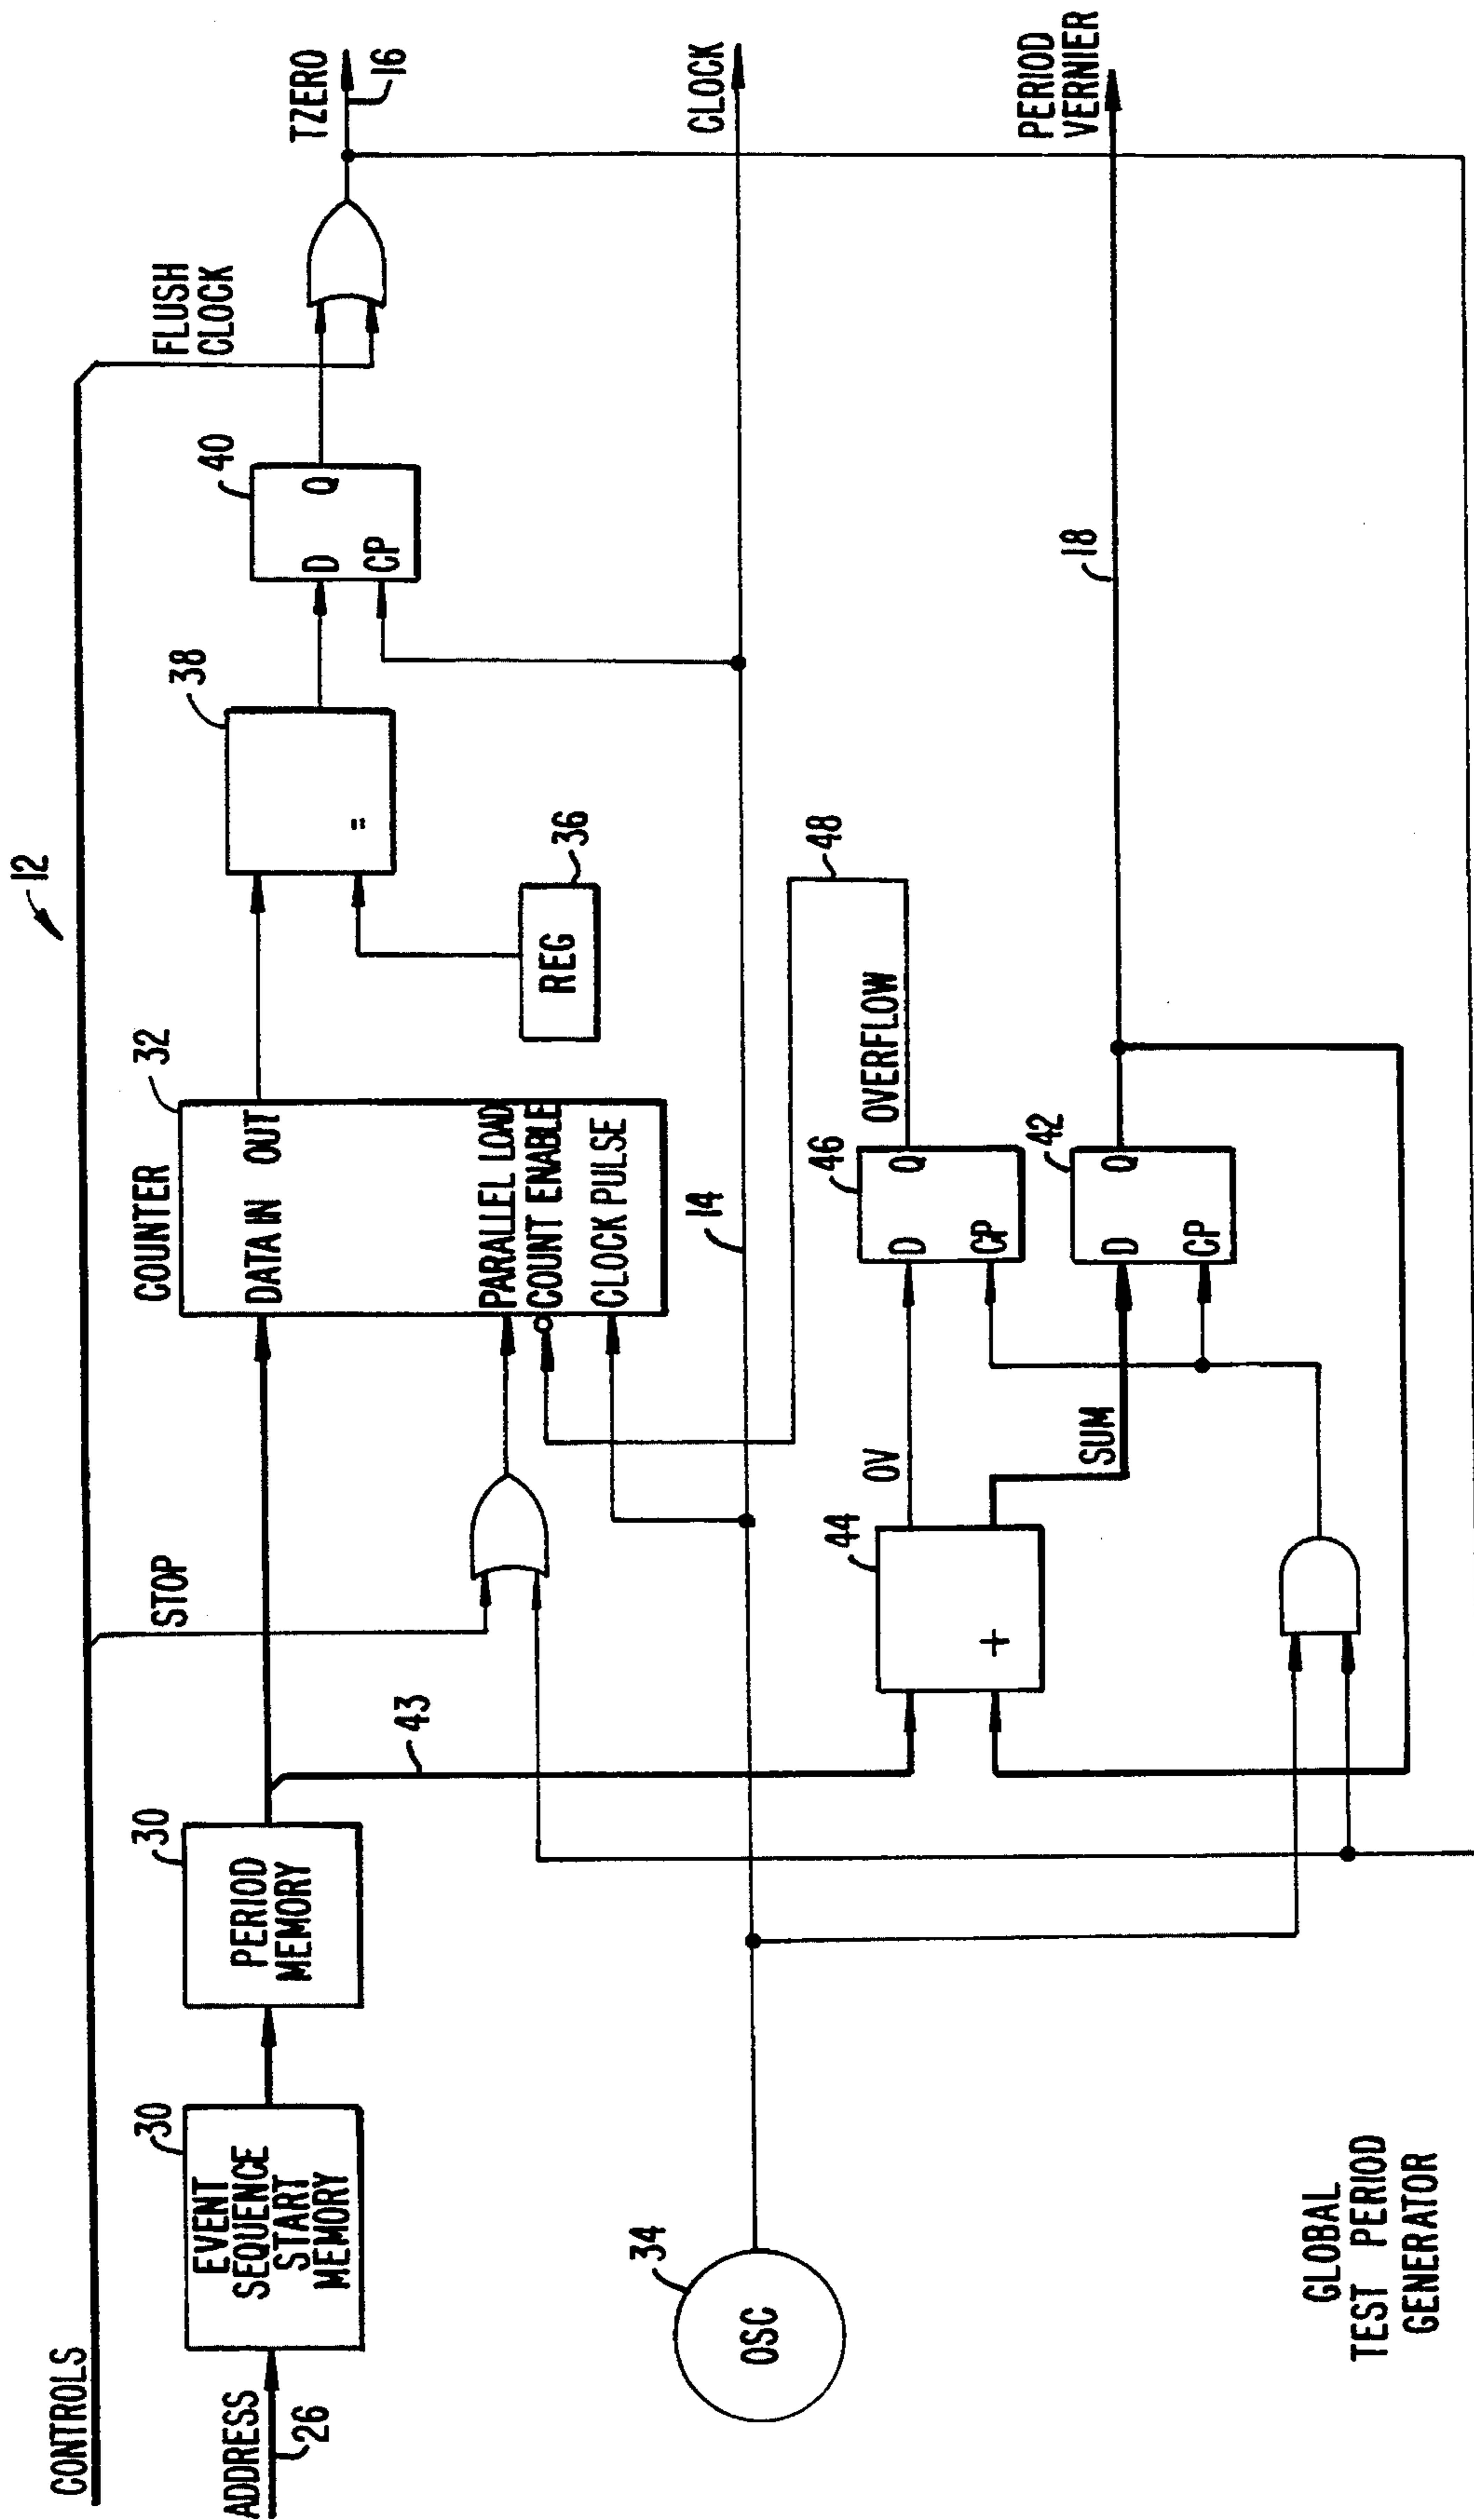 12
CONTROLS
STOP
FLUSH
CLOCK
ADDRESS
26
30
EVENT
SEQUENCE
START
MEMORY
30
PERIOD
MEMORY
43
COUNTER
32
DATA IN OUT
PARALLEL LOAD
COUNT ENABLE
CLOCK PULSE
38
=
REG
36
40
D Q
CP
TZERO
16
34
OSC
14
CLOCK
48
44
+
OV
SUM
46
D Q
CP
OVERFLOW
42
D Q
CP
18
PERIOD
VERNIER
GLOBAL
TEST PERIOD
GENERATOR